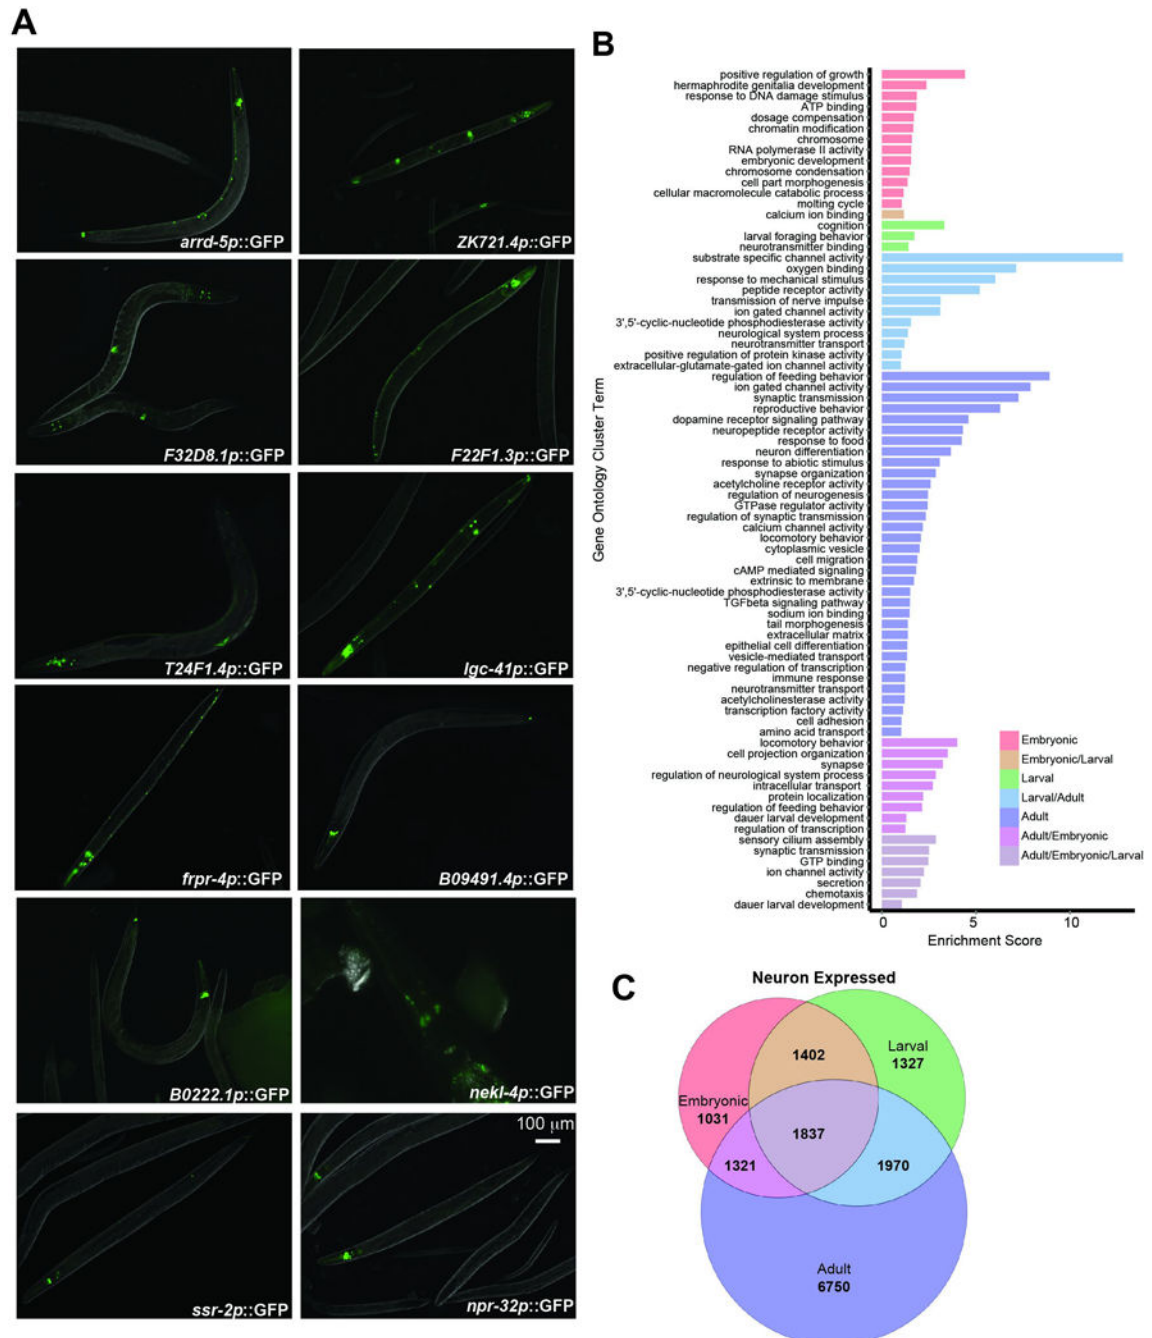 A
arrd-5p::GFP
ZK721.4p::GFP
F32D8.1p::GFP
F22F1.3p::GFP
T24F1.4p::GFP
lgc-41p::GFP
frpr-4p::GFP
B09491.4p::GFP
B0222.1p::GFP
nekl-4p::GFP
100 µm
ssr-2p::GFP
npr-32p::GFP
B
Gene Ontology Cluster Term
positive regulation of growth
hermaphrodite genitalia development
response to DNA damage stimulus
ATP binding
dosage compensation
chromatin modification
chromosome
RNA polymerase II activity
embryonic development
chromosome condensation
cell part morphogenesis
cellular macromolecule catabolic process
molting cycle
calcium ion binding
cognition
larval foraging behavior
neurotransmitter binding
substrate specific channel activity
oxygen binding
response to mechanical stimulus
peptide receptor activity
transmission of nerve impulse
ion gated channel activity
3',5'-cyclic-nucleotide phosphodiesterase activity
neurological system process
neurotransmitter transport
positive regulation of protein kinase activity
extracellular-glutamate-gated ion channel activity
regulation of feeding behavior
ion gated channel activity
synaptic transmission
reproductive behavior
dopamine receptor signaling pathway
neuropeptide receptor activity
response to food
neuron differentiation
response to abiotic stimulus
synapse organization
acetylcholine receptor activity
regulation of neurogenesis
GTPase regulator activity
regulation of synaptic transmission
calcium channel activity
locomotory behavior
cytoplasmic vesicle
cell migration
cAMP mediated signaling
extrinsic to membrane
3',5'-cyclic-nucleotide phosphodiesterase activity
TGFbeta signaling pathway
sodium ion binding
tail morphogenesis
extracellular matrix
epithelial cell differentiation
vesicle-mediated transport
negative regulation of transcription
immune response
neurotransmitter transport
acetylcholinesterase activity
transcription factor activity
cell adhesion
amino acid transport
locomotory behavior
cell projection organization
synapse
regulation of neurological system process
intracellular transport
protein localization
regulation of feeding behavior
dauer larval development
regulation of transcription
sensory cilium assembly
synaptic transmission
GTP binding
ion channel activity
secretion
chemotaxis
dauer larval development
0 5 10
Enrichment Score
Embryonic
Embryonic/Larval
Larval
Larval/Adult
Adult
Adult/Embryonic
Adult/Embryonic/Larval
C
Neuron Expressed
Larval
1327
1402
Embryonic
1031
1837
1321
1970
Adult
6750